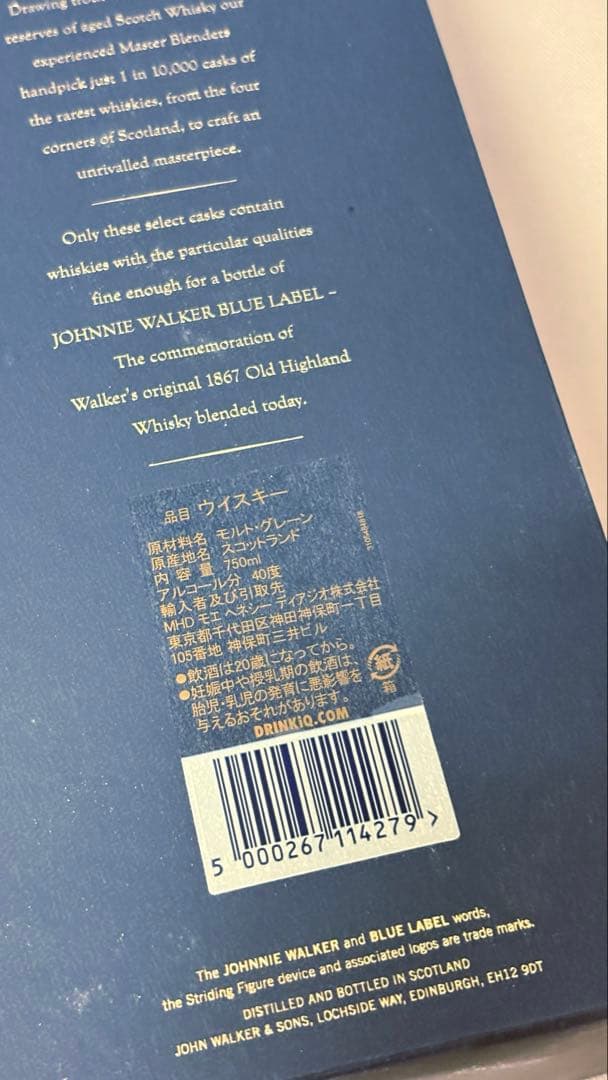 Drawing from
reserves of aged Scotch Whisky our
experienced Master Blenders
handpick just 1 in 10,000 casks of
the rarest whiskies, from the four
corners of Scotland, to craft an
unrivalled masterpiece.
Only these select casks contain
whiskies with the particular qualities
fine enough for a bottle of
JOHNNIE WALKER BLUE LABEL –
The commemoration of
Walker's original 1867 Old Highland
Whisky blended today.
品目 ウイスキー
原材料名 モルト・グレーン
原産地名 スコットランド
内容量 750ml
アルコール分 40度
輸入者及び引取先
MHD モエ ヘネシー ディアジオ株式会社
東京都千代田区神田神保町一丁目
105番地 神保町三井ビル
●飲酒は20歳になってから。
●妊娠中や授乳期の飲酒は、
胎児・乳児の発育に悪影響を
与えるおそれがあります。
紙
箱
DRINKiQ.COM
5 000267 114279 >
The JOHNNIE WALKER and BLUE LABEL words,
the Striding Figure device and associated logos are trade marks.
DISTILLED AND BOTTLED IN SCOTLAND
JOHN WALKER & SONS, LOCHSIDE WAY, EDINBURGH, EH12 9DT